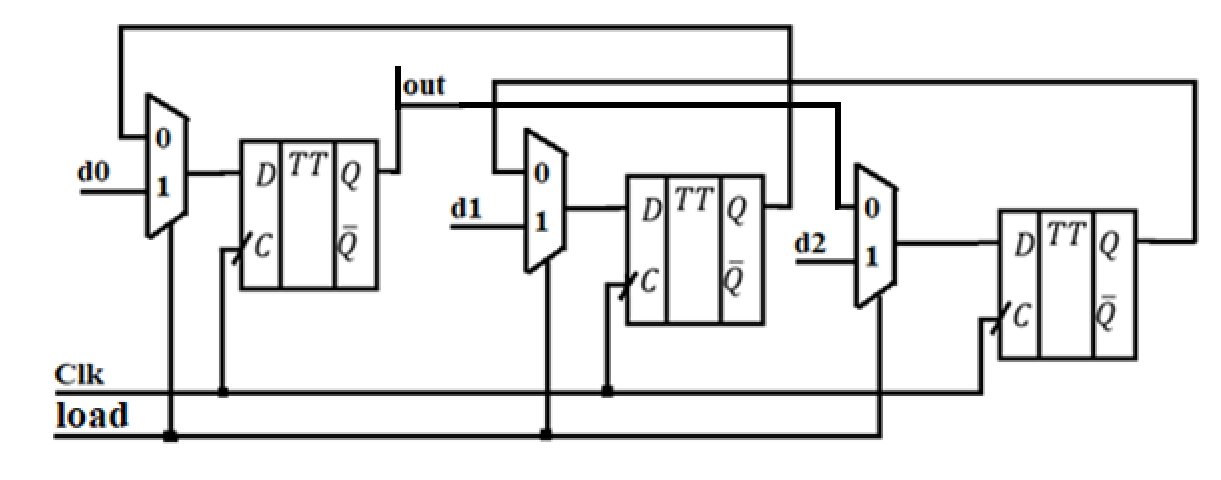 out
0
d0
1
D TT Q
C Q̄
0
d1
1
D TT Q
C Q̄
0
d2
1
D TT Q
C Q̄
Clk
load